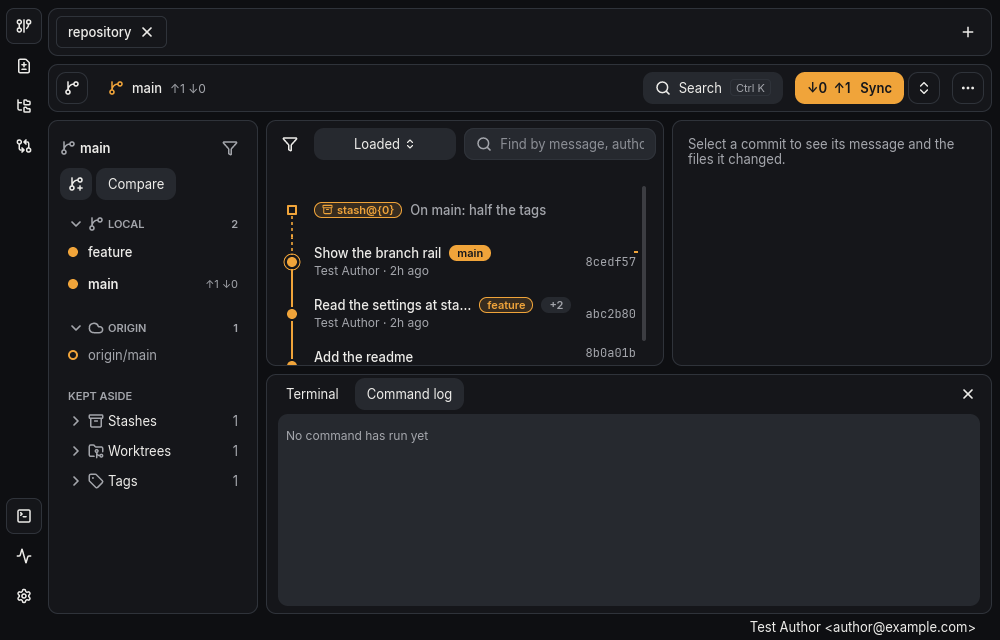 repository
main ↑1 ↓0
Search Ctrl K
↓0 ↑1 Sync
main
Compare
LOCAL 2
feature
main ↑1 ↓0
ORIGIN 1
origin/main
KEPT ASIDE
Stashes 1
Worktrees 1
Tags 1
Loaded
Find by message, autho
stash@{0} On main: half the tags
Show the branch rail main
Test Author · 2h ago
8cedf57
Read the settings at sta... feature +2
Test Author · 2h ago
abc2b80
Add the readme
8b0a01b
Select a commit to see its message and the
files it changed.
Terminal Command log
No command has run yet
Test Author <author@example.com>